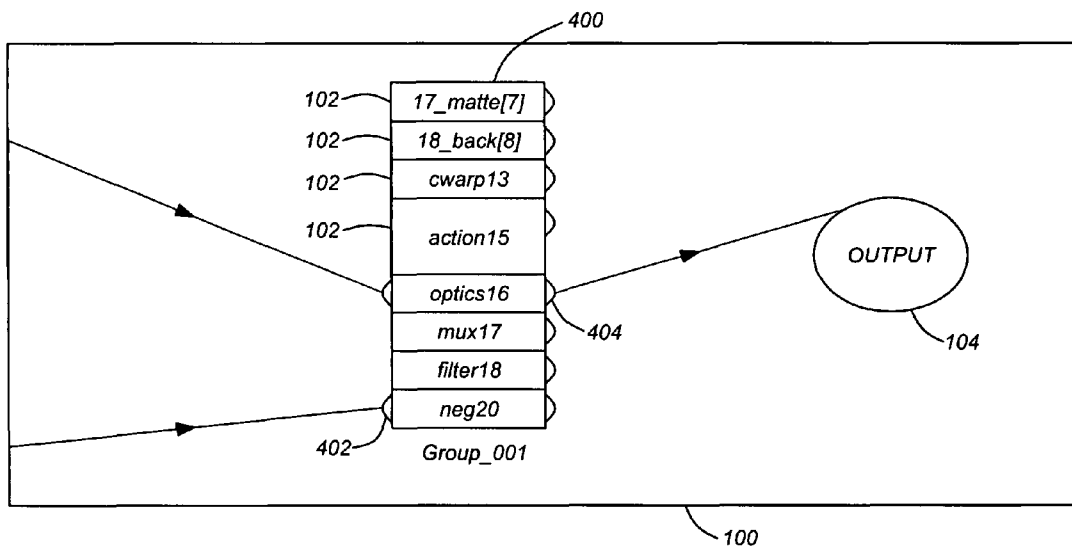 400
102 17_matte[7]
102 18_back[8]
102 cwarp13
102 action15
OUTPUT
optics16
404
104
mux17
filter18
neg20
402
Group_001
100